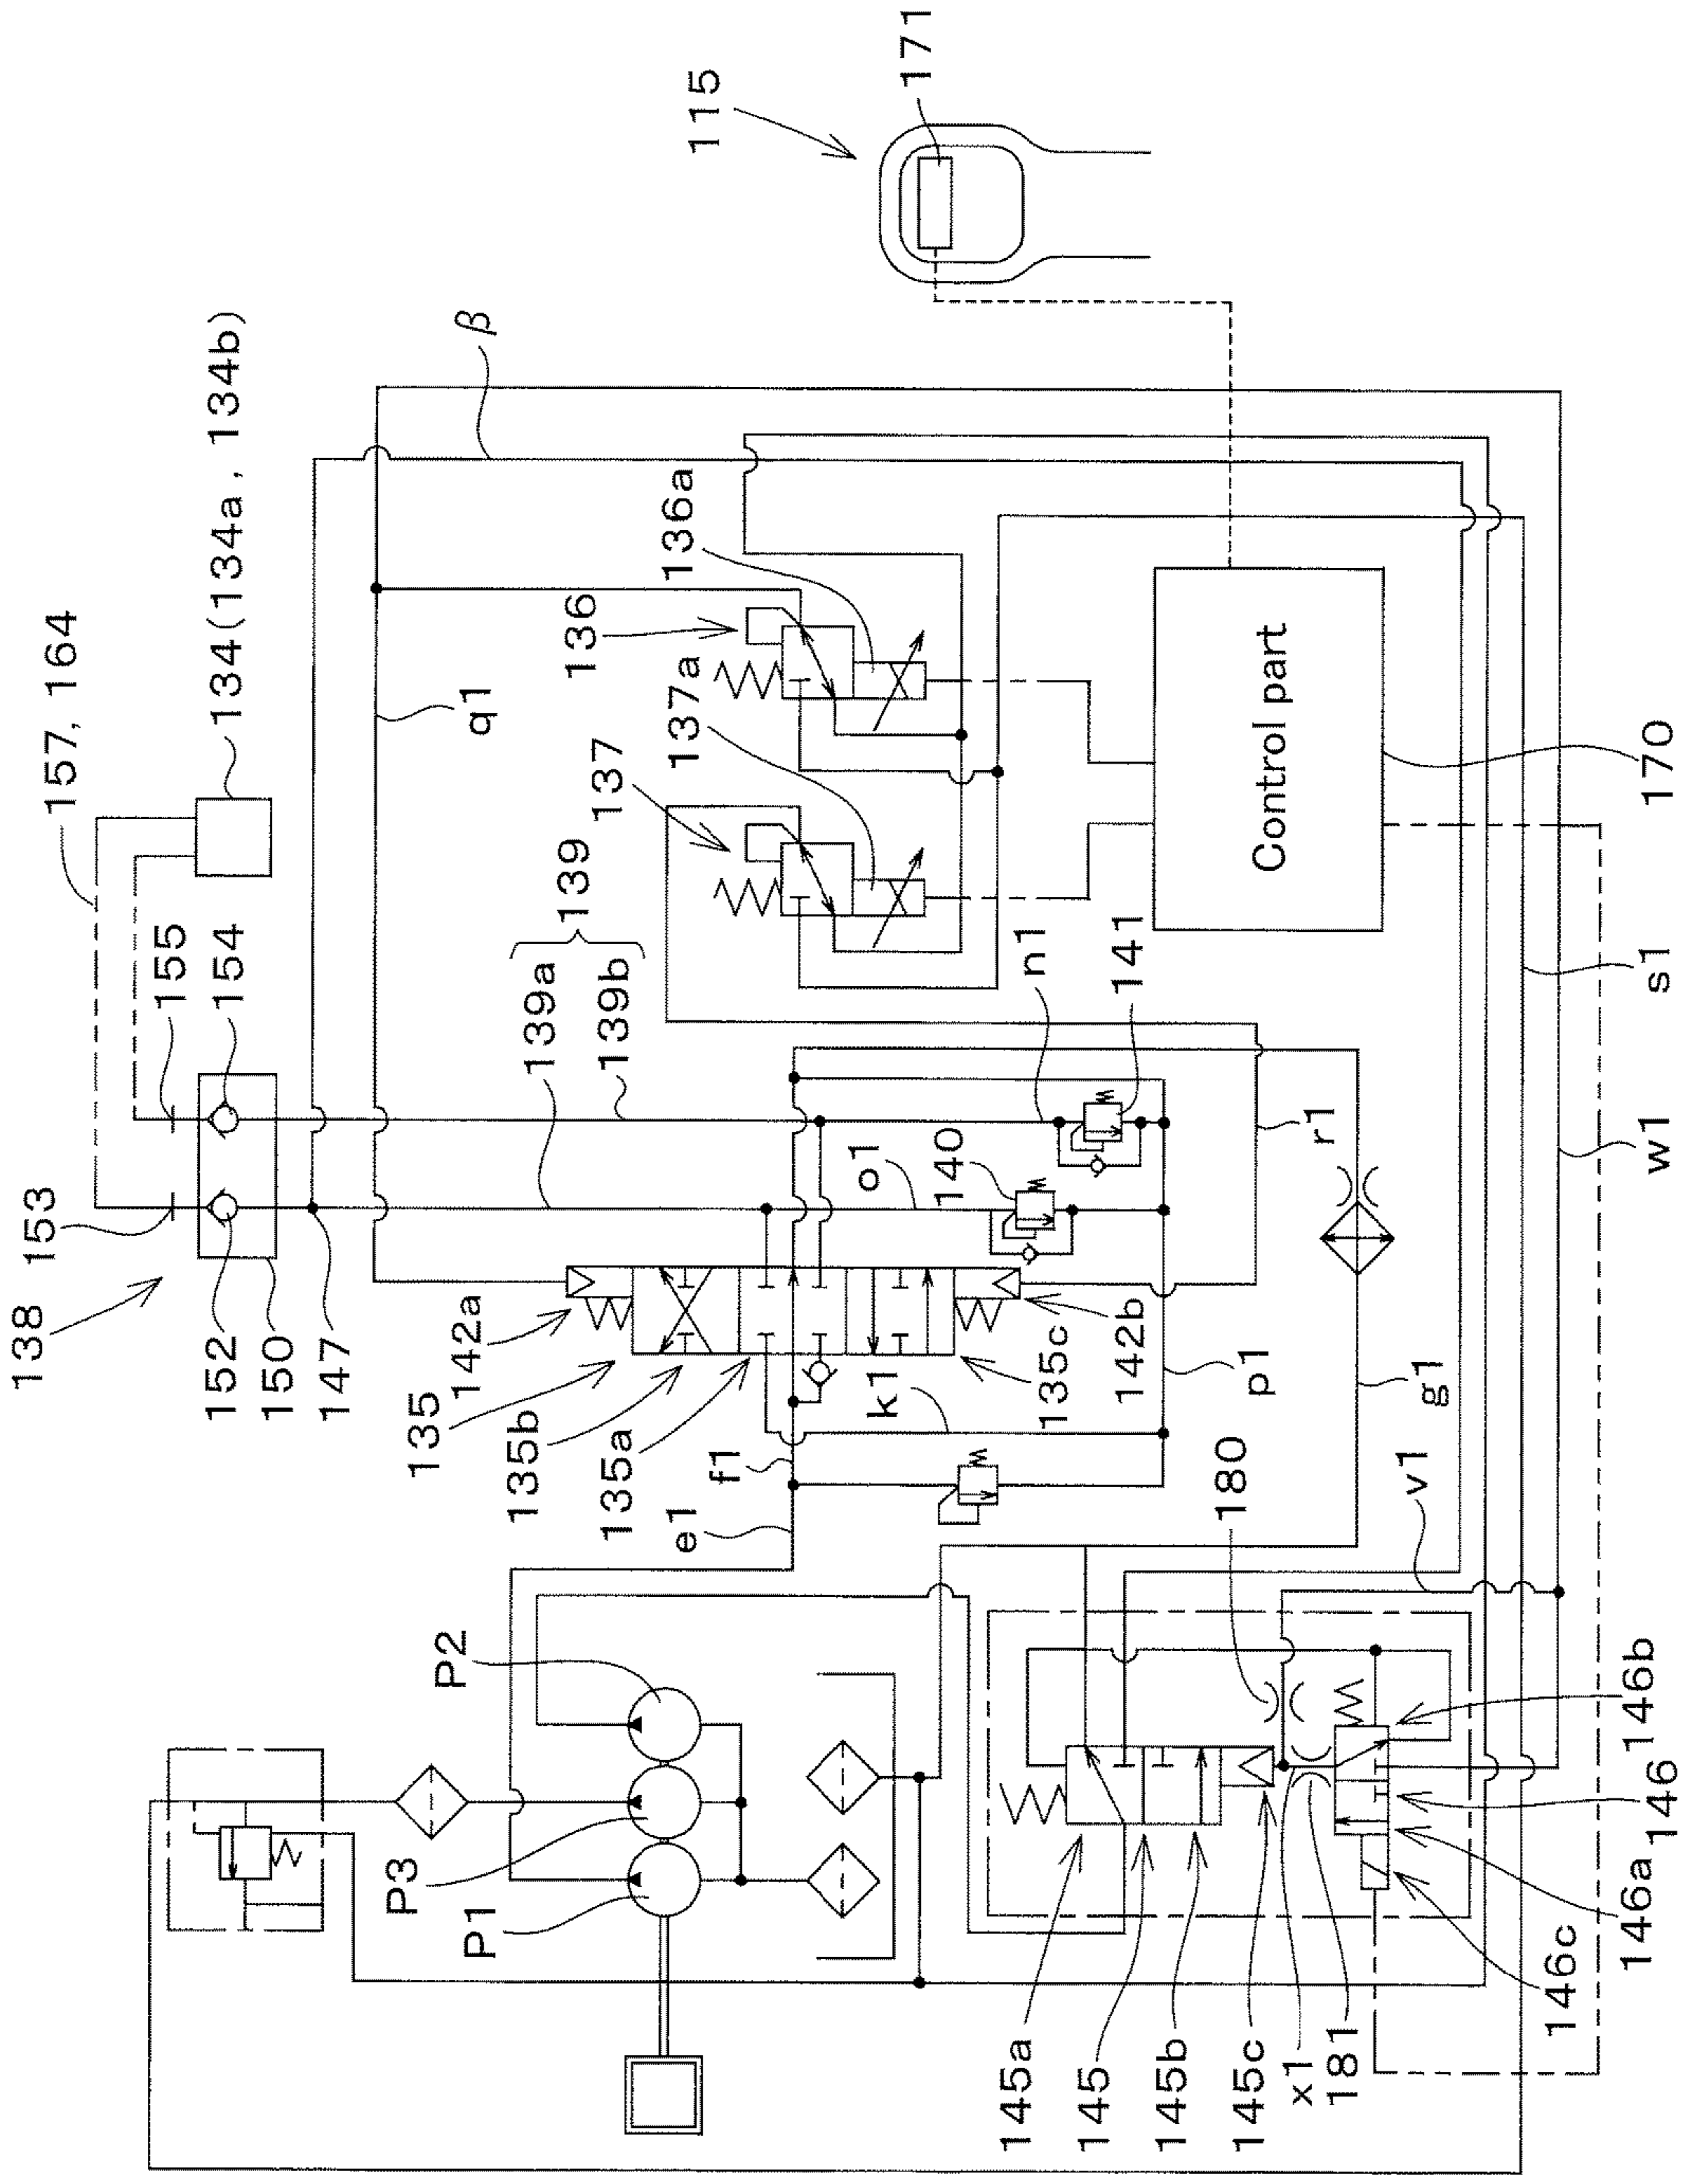 138
153
152
150
147
157, 164
155
154
134(134a, 134b)
139a
139b
139
q1
β
135
142a
135b
135a
135c
142b
e1
f1
k1
o1
140
n1
141
p1
g1
r1
137
137a
136
136a
115
171
Control part
170
s1
w1
v1
180
P2
P3
P1
145a
145
145b
145c
x1
181
146c
146a
146
146b